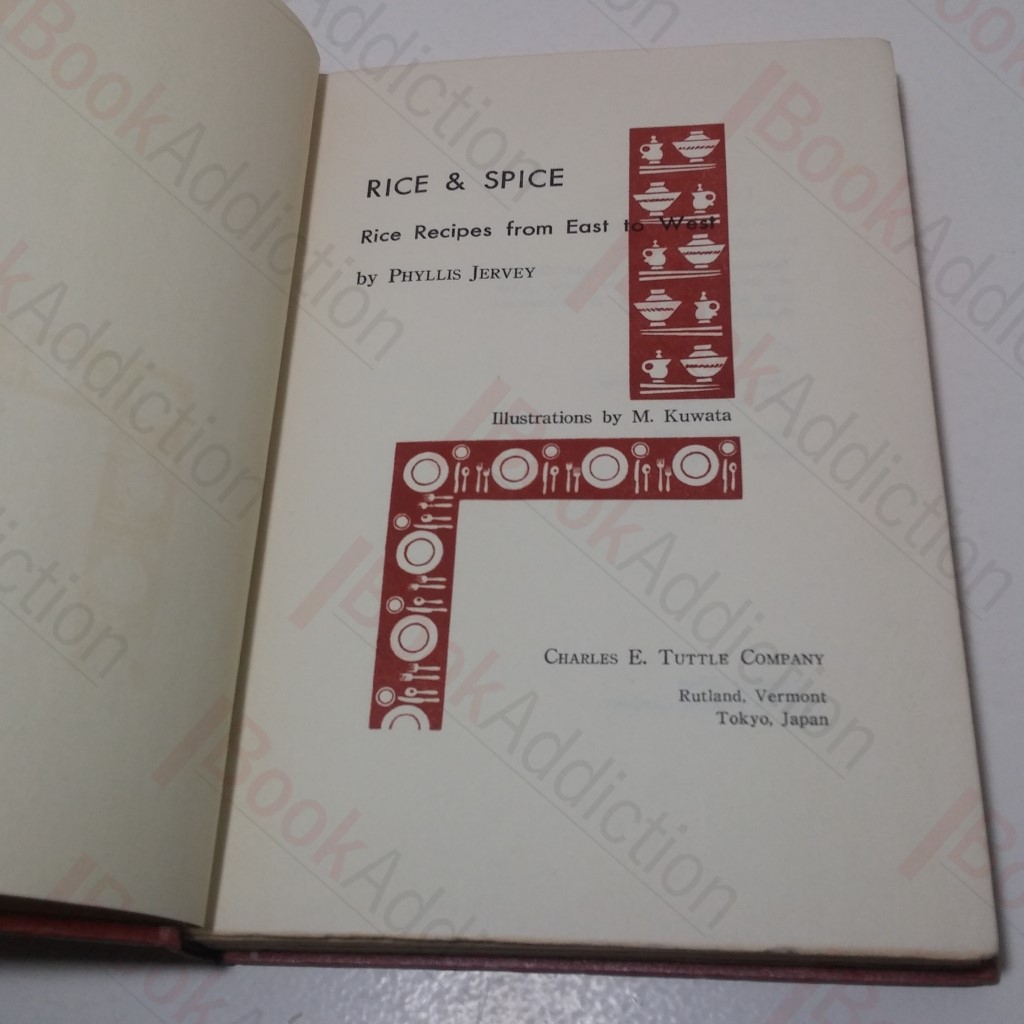 RICE & SPICE
Rice Recipes from East to West
by PHYLLIS JERVEY
Illustrations by M. Kuwata
CHARLES E. TUTTLE COMPANY
Rutland, Vermont
Tokyo, Japan
BookAddiction